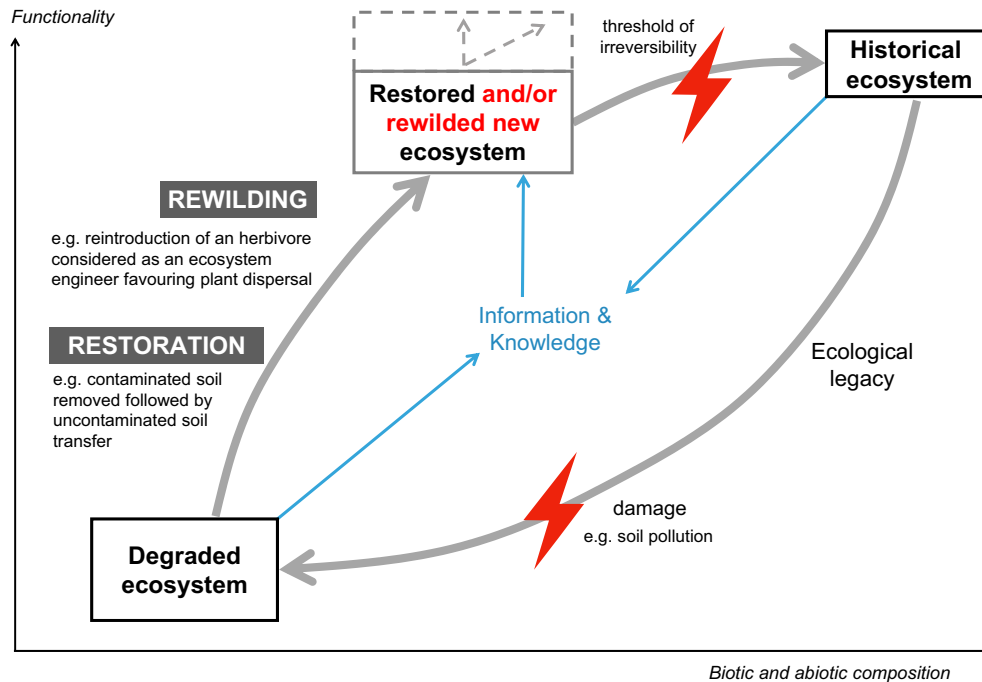 Functionality
threshold of
irreversibility
Historical
ecosystem
Restored and/or
rewilded new
ecosystem
REWILDING
e.g. reintroduction of an herbivore
considered as an ecosystem
engineer favouring plant dispersal
Information &
Knowledge
RESTORATION
e.g. contaminated soil
removed followed by
uncontaminated soil
transfer
Ecological
legacy
damage
e.g. soil pollution
Degraded
ecosystem
Biotic and abiotic composition